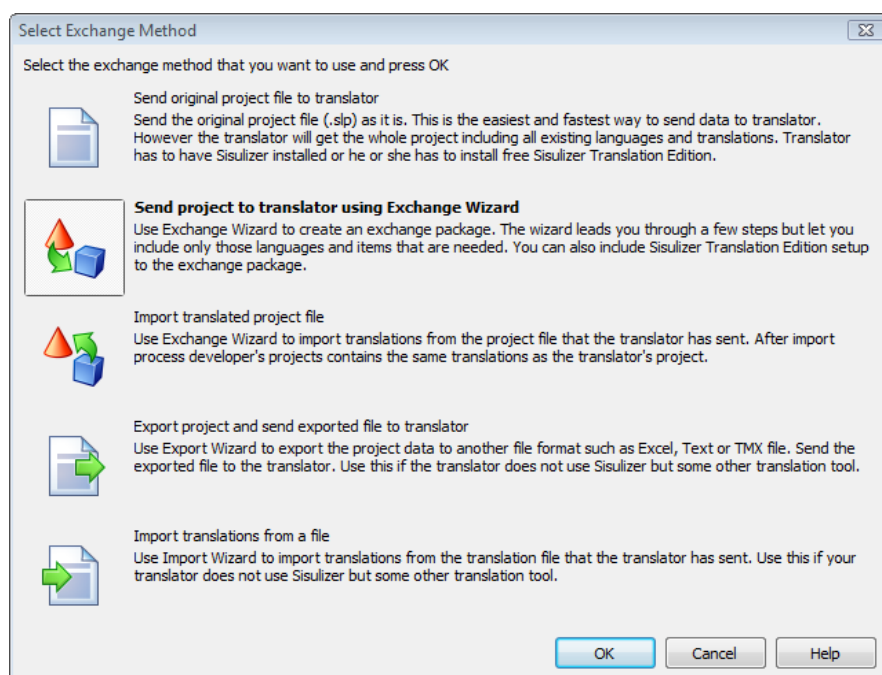 Select Exchange Method
Select the exchange method that you want to use and press OK
Send original project file to translator
Send the original project file (.slp) as it is. This is the easiest and fastest way to send data to translator.
However the translator will get the whole project including all existing languages and translations. Translator
has to have Sisulizer installed or he or she has to install free Sisulizer Translation Edition.
Send project to translator using Exchange Wizard
Use Exchange Wizard to create an exchange package. The wizard leads you through a few steps but let you
include only those languages and items that are needed. You can also include Sisulizer Translation Edition setup
to the exchange package.
Import translated project file
Use Exchange Wizard to import translations from the project file that the translator has sent. After import
process developer's projects contains the same translations as the translator's project.
Export project and send exported file to translator
Use Export Wizard to export the project data to another file format such as Excel, Text or TMX file. Send the
exported file to the translator. Use this if the translator does not use Sisulizer but some other translation tool.
Import translations from a file
Use Import Wizard to import translations from the translation file that the translator has sent. Use this if your
translator does not use Sisulizer but some other translation tool.
OK Cancel Help